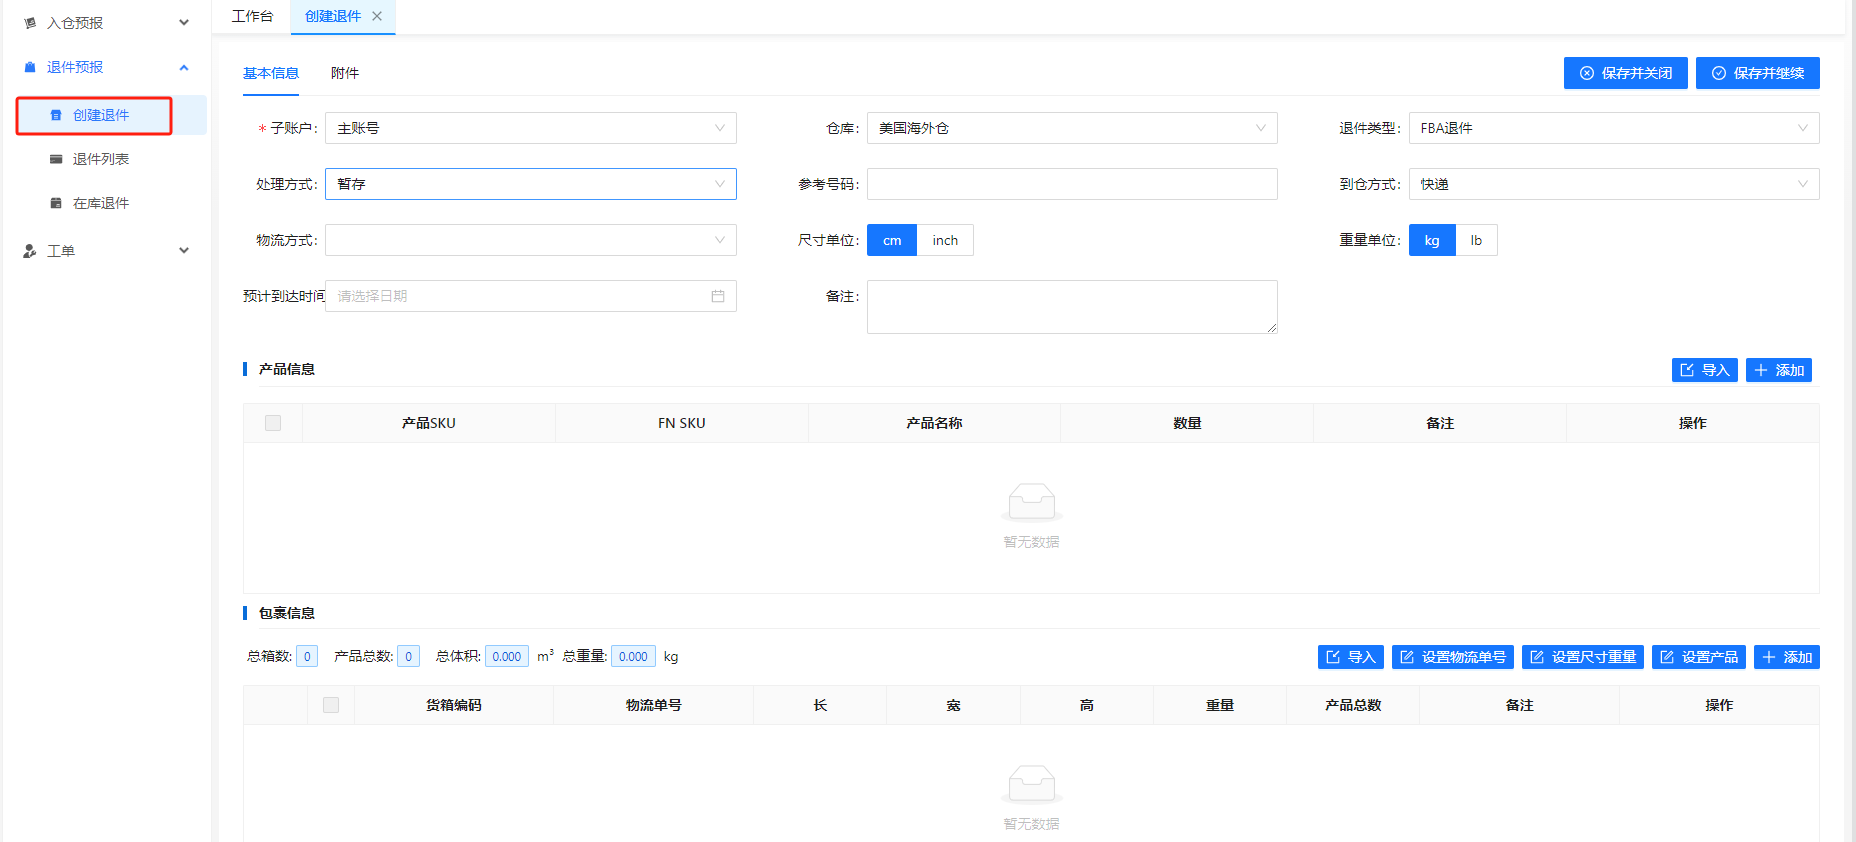 入仓预报
退件预报
创建退件
退件列表
在库退件
工单
工作台 创建退件
基本信息 附件 保存并关闭 保存并继续
* 子账户: 主账号 仓库: 美国海外仓 退件类型: FBA退件
处理方式: 暂存 参考号码: 到仓方式: 快递
物流方式: 尺寸单位: cm inch 重量单位: kg lb
预计到达时间 请选择日期 备注:
产品信息 导入 添加
产品SKU FN SKU 产品名称 数量 备注 操作
暂无数据
包裹信息
总箱数: 0 产品总数: 0 总体积: 0.000 m³ 总重量: 0.000 kg 导入 设置物流单号 设置尺寸重量 设置产品 添加
货箱编码 物流单号 长 宽 高 重量 产品总数 备注 操作
暂无数据